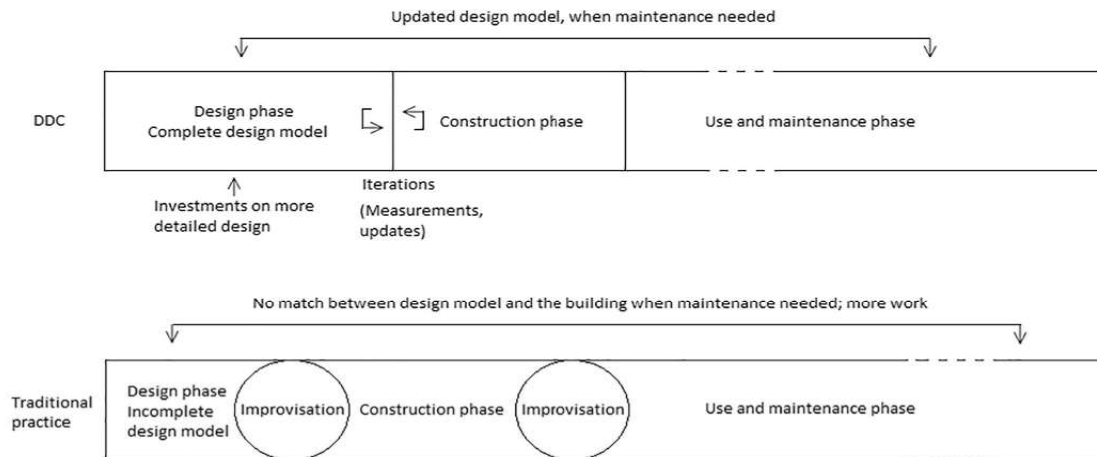 Updated design model, when maintenance needed
DDC
Design phase
Complete design model
Construction phase
Use and maintenance phase
Investments on more
detailed design
Iterations
(Measurements,
updates)
No match between design model and the building when maintenance needed; more work
Traditional
practice
Design phase
Incomplete
design model
Improvisation
Construction phase
Improvisation
Use and maintenance phase